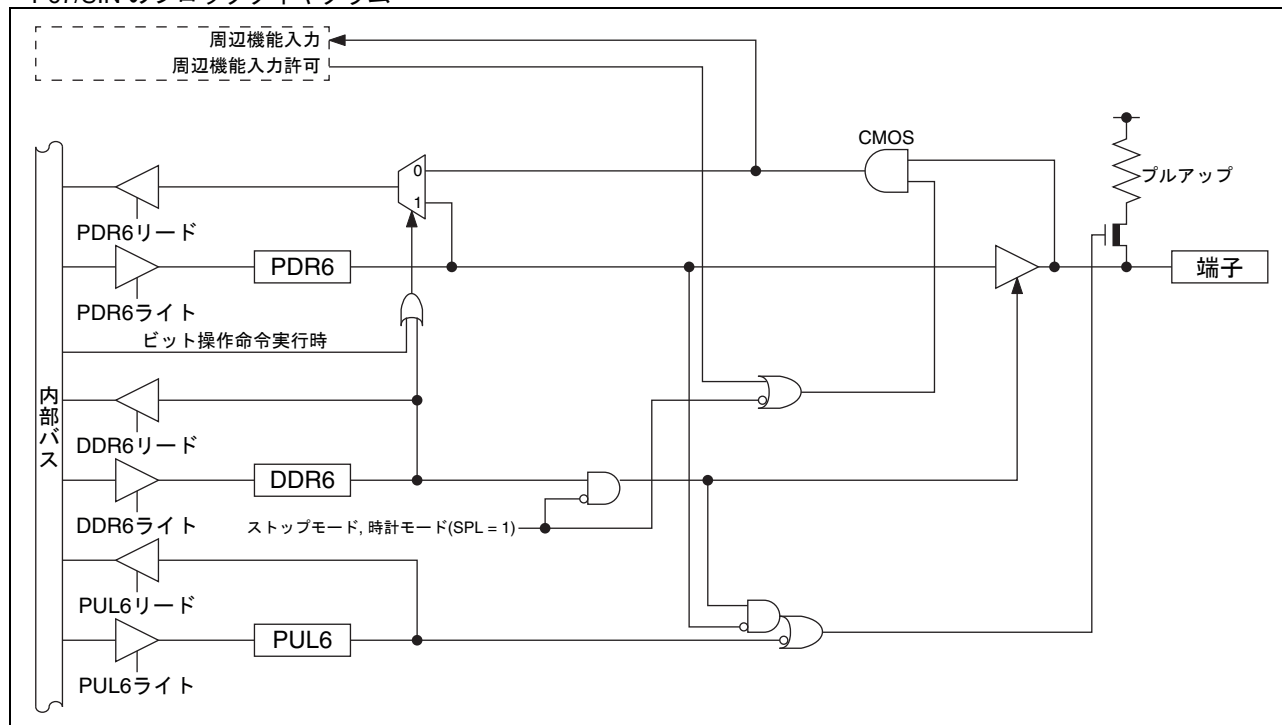 周辺機能入力
周辺機能入力許可
CMOS
0
1
プルアップ
PDR6リード
PDR6
端子
PDR6ライト
ビット操作命令実行時
内部バス
DDR6リード
DDR6
DDR6ライト
ストップモード, 時計モード(SPL = 1)
PUL6リード
PUL6
PUL6ライト